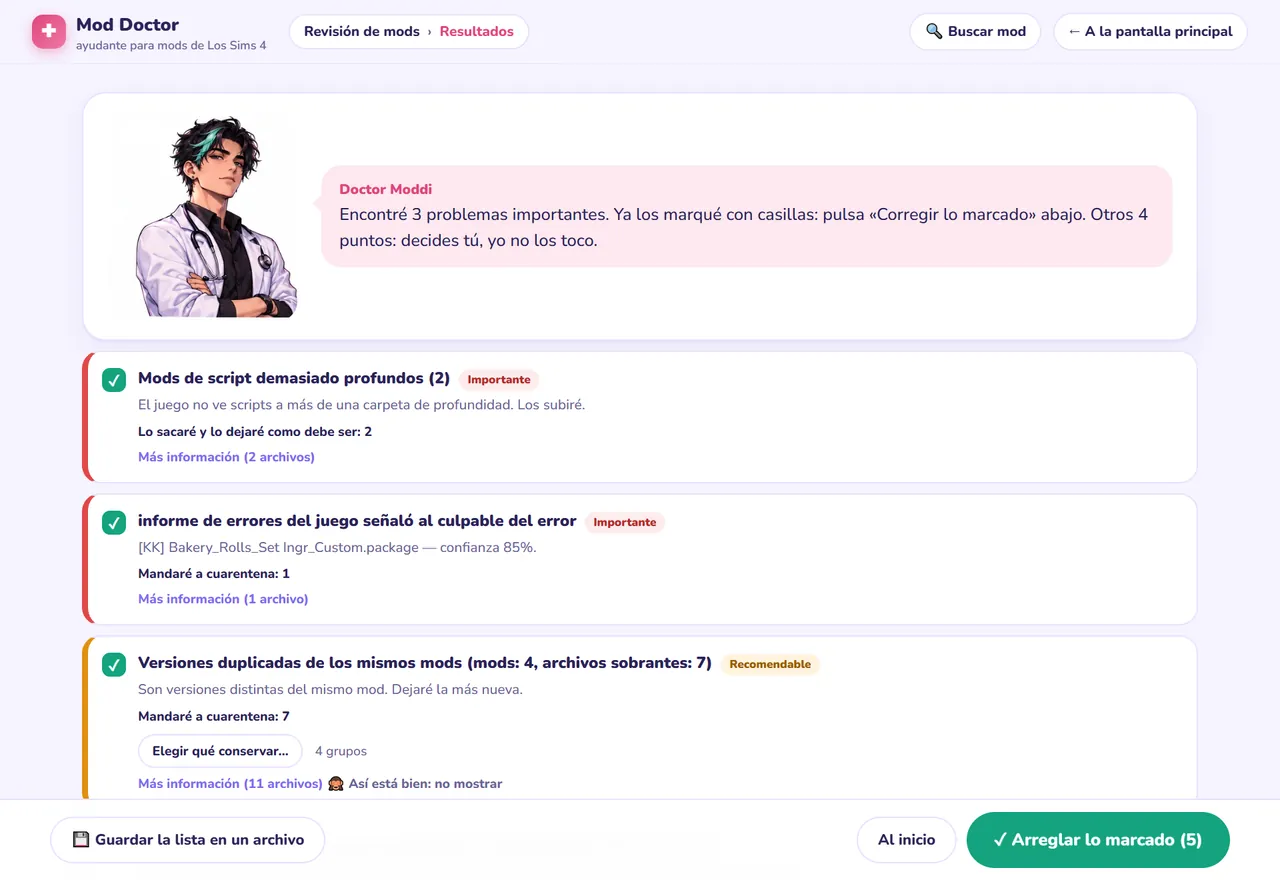 Mod Doctor
ayudante para mods de Los Sims 4
Revisión de mods › Resultados
🔍 Buscar mod
← A la pantalla principal
Doctor Moddi
Encontré 3 problemas importantes. Ya los marqué con casillas: pulsa «Corregir lo marcado» abajo. Otros 4
puntos: decides tú, yo no los toco.
Mods de script demasiado profundos (2) Importante
El juego no ve scripts a más de una carpeta de profundidad. Los subiré.
Lo sacaré y lo dejaré como debe ser: 2
Más información (2 archivos)
informe de errores del juego señaló al culpable del error Importante
[KK] Bakery_Rolls_Set Ingr_Custom.package — confianza 85%.
Mandaré a cuarentena: 1
Más información (1 archivo)
Versiones duplicadas de los mismos mods (mods: 4, archivos sobrantes: 7) Recomendable
Son versiones distintas del mismo mod. Dejaré la más nueva.
Mandaré a cuarentena: 7
Elegir qué conservar... 4 grupos
Más información (11 archivos) 🙈 Así está bien: no mostrar
💾 Guardar la lista en un archivo
Al inicio
✓ Arreglar lo marcado (5)